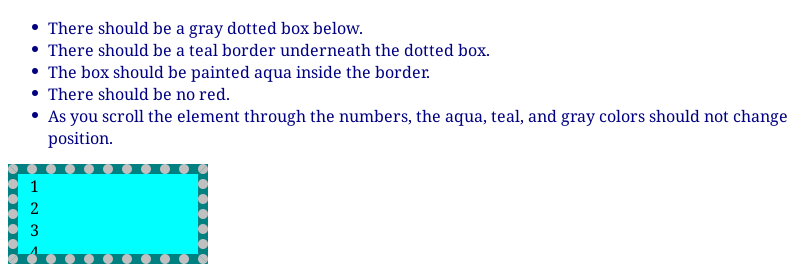 There should be a gray dotted box below.
There should be a teal border underneath the dotted box.
The box should be painted aqua inside the border.
There should be no red.
As you scroll the element through the numbers, the aqua, teal, and gray colors should not change
position.
1
2
3
4